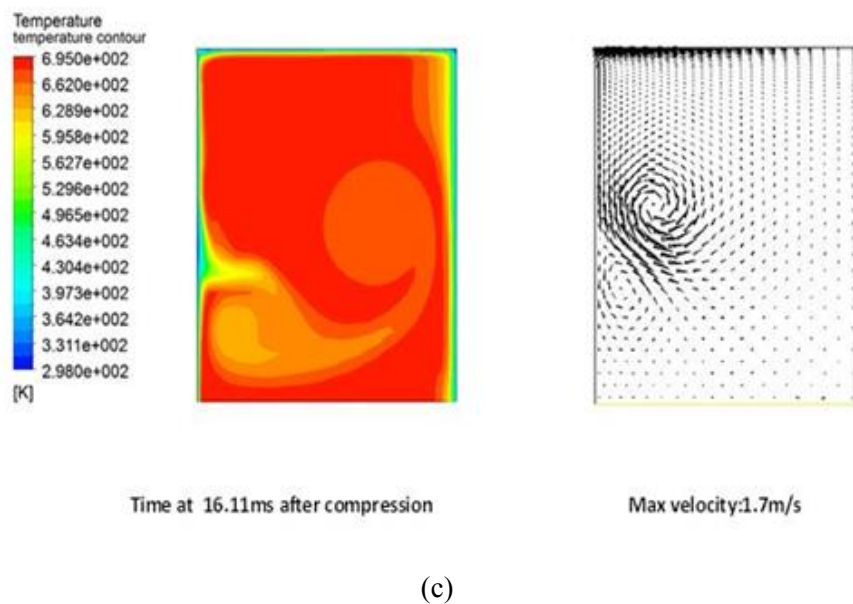 Temperature
temperature contour
6.950e+002
6.620e+002
6.289e+002
5.958e+002
5.627e+002
5.296e+002
4.965e+002
4.634e+002
4.304e+002
3.973e+002
3.642e+002
3.311e+002
2.980e+002
[K]
Time at 16.11ms after compression
Max velocity:1.7m/s
(c)